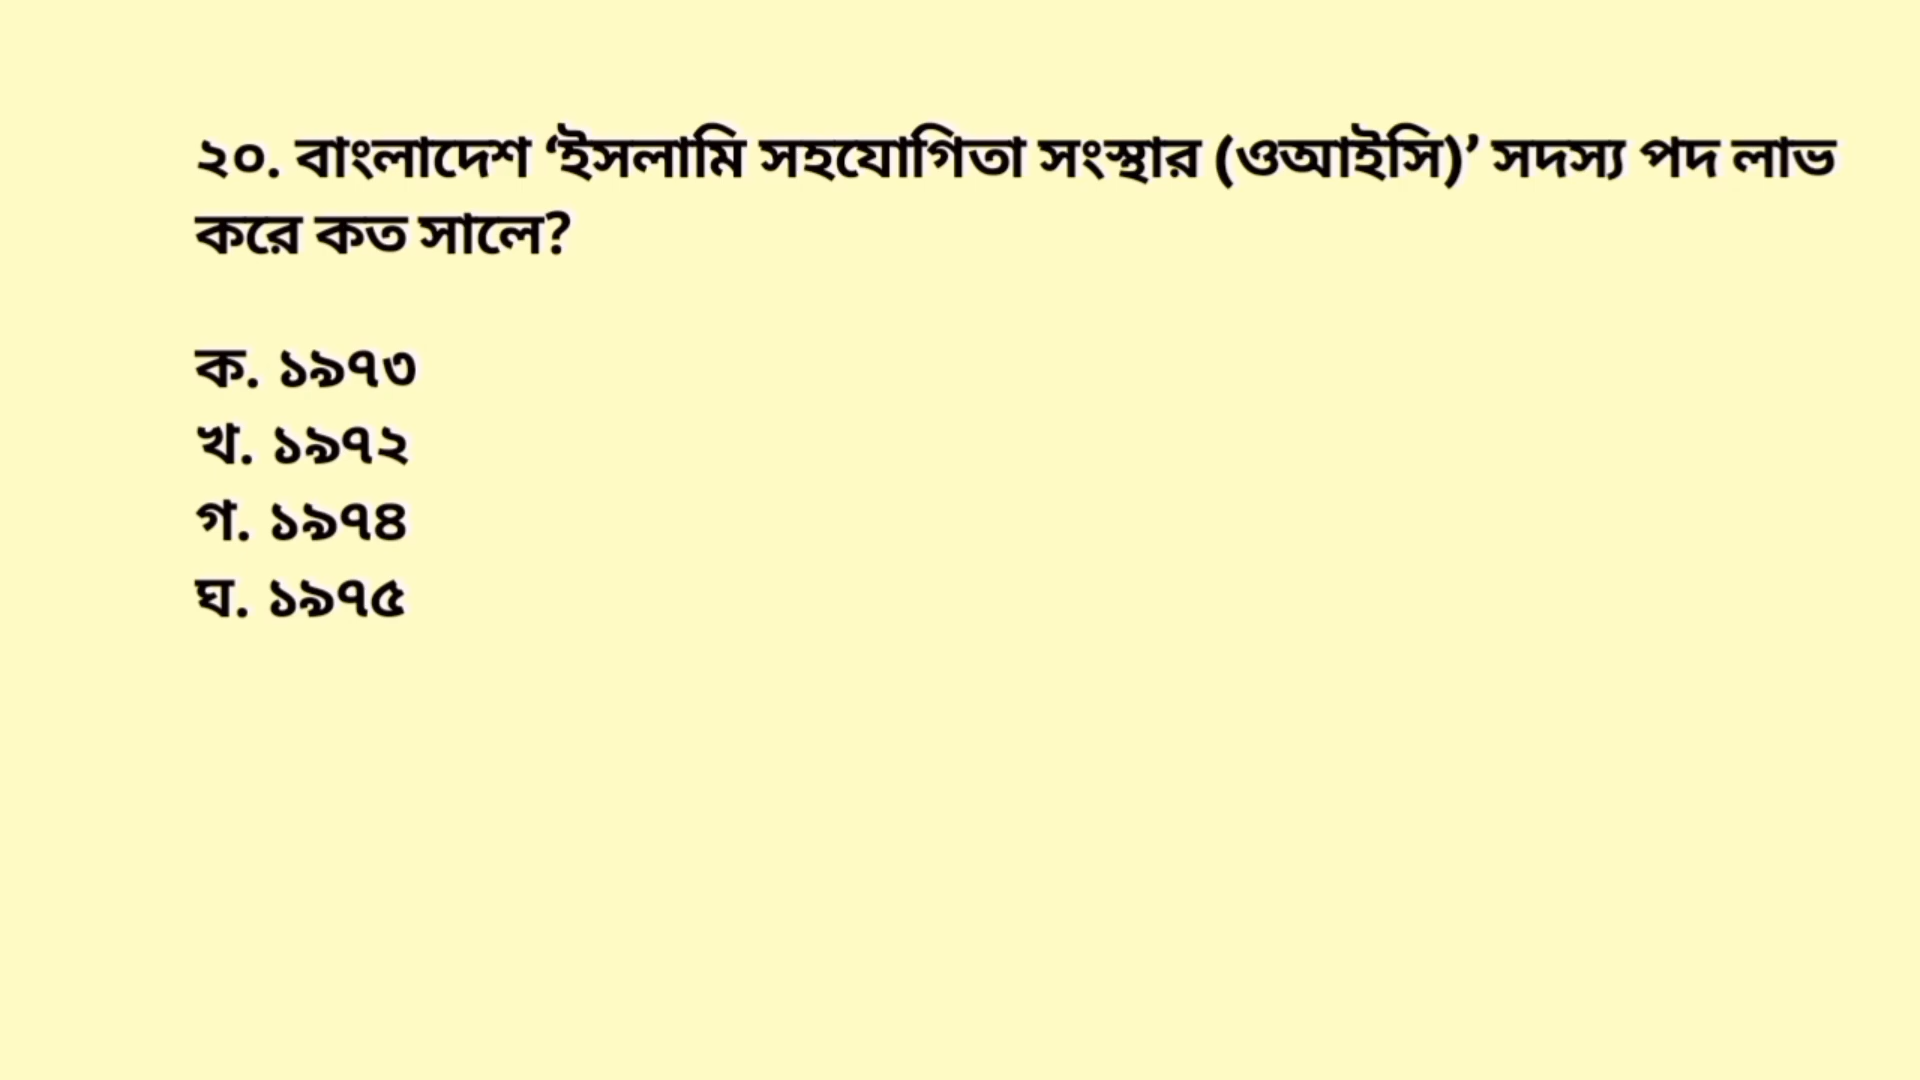 ২০. বাংলাদেশ ‘ইসলামি সহযোগিতা সংস্থার (ওআইসি)’ সদস্য পদ লাভ
করে কত সালে?
ক. ১৯৭৩
খ. ১৯৭২
গ. ১৯৭৪
ঘ. ১৯৭৫